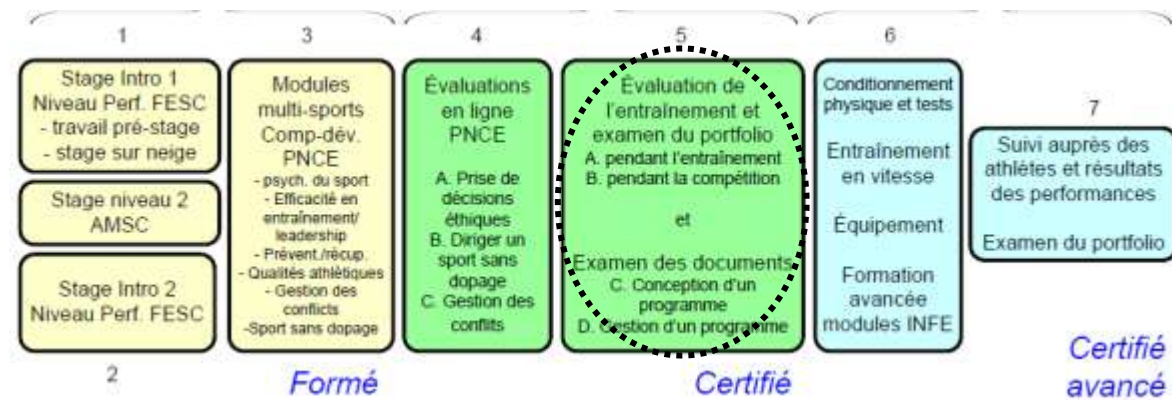 1
Stage Intro 1
Niveau Perf. FESC
- travail pré-stage
- stage sur neige
Stage niveau 2
AMSC
Stage Intro 2
Niveau Perf. FESC
2
3
Modules
multi-sports
Comp-dév.
PNCE
- psych. du sport
- Efficacité en
entraînement/
leadership
- Prévent./récup.
- Qualités athlétiques
- Gestion des
conflicts
-Sport sans dopage
Formé
4
Évaluations
en ligne
PNCE
A. Prise de
décisions
éthiques
B. Diriger un
sport sans
dopage
C. Gestion des
conflits
5
Évaluation de
l'entraînement et
examen du portfolio
A. pendant l'entraînement
B. pendant la compétition
et
Examen des documents
C. Conception d'un
programme
D. Gestion d'un programme
Certifié
6
Conditionnement
physique et tests
Entraînement
en vitesse
Équipement
Formation
avancée
modules INFE
7
Suivi auprès des
athlètes et résultats
des performances
Examen du portfolio
Certifié
avancé